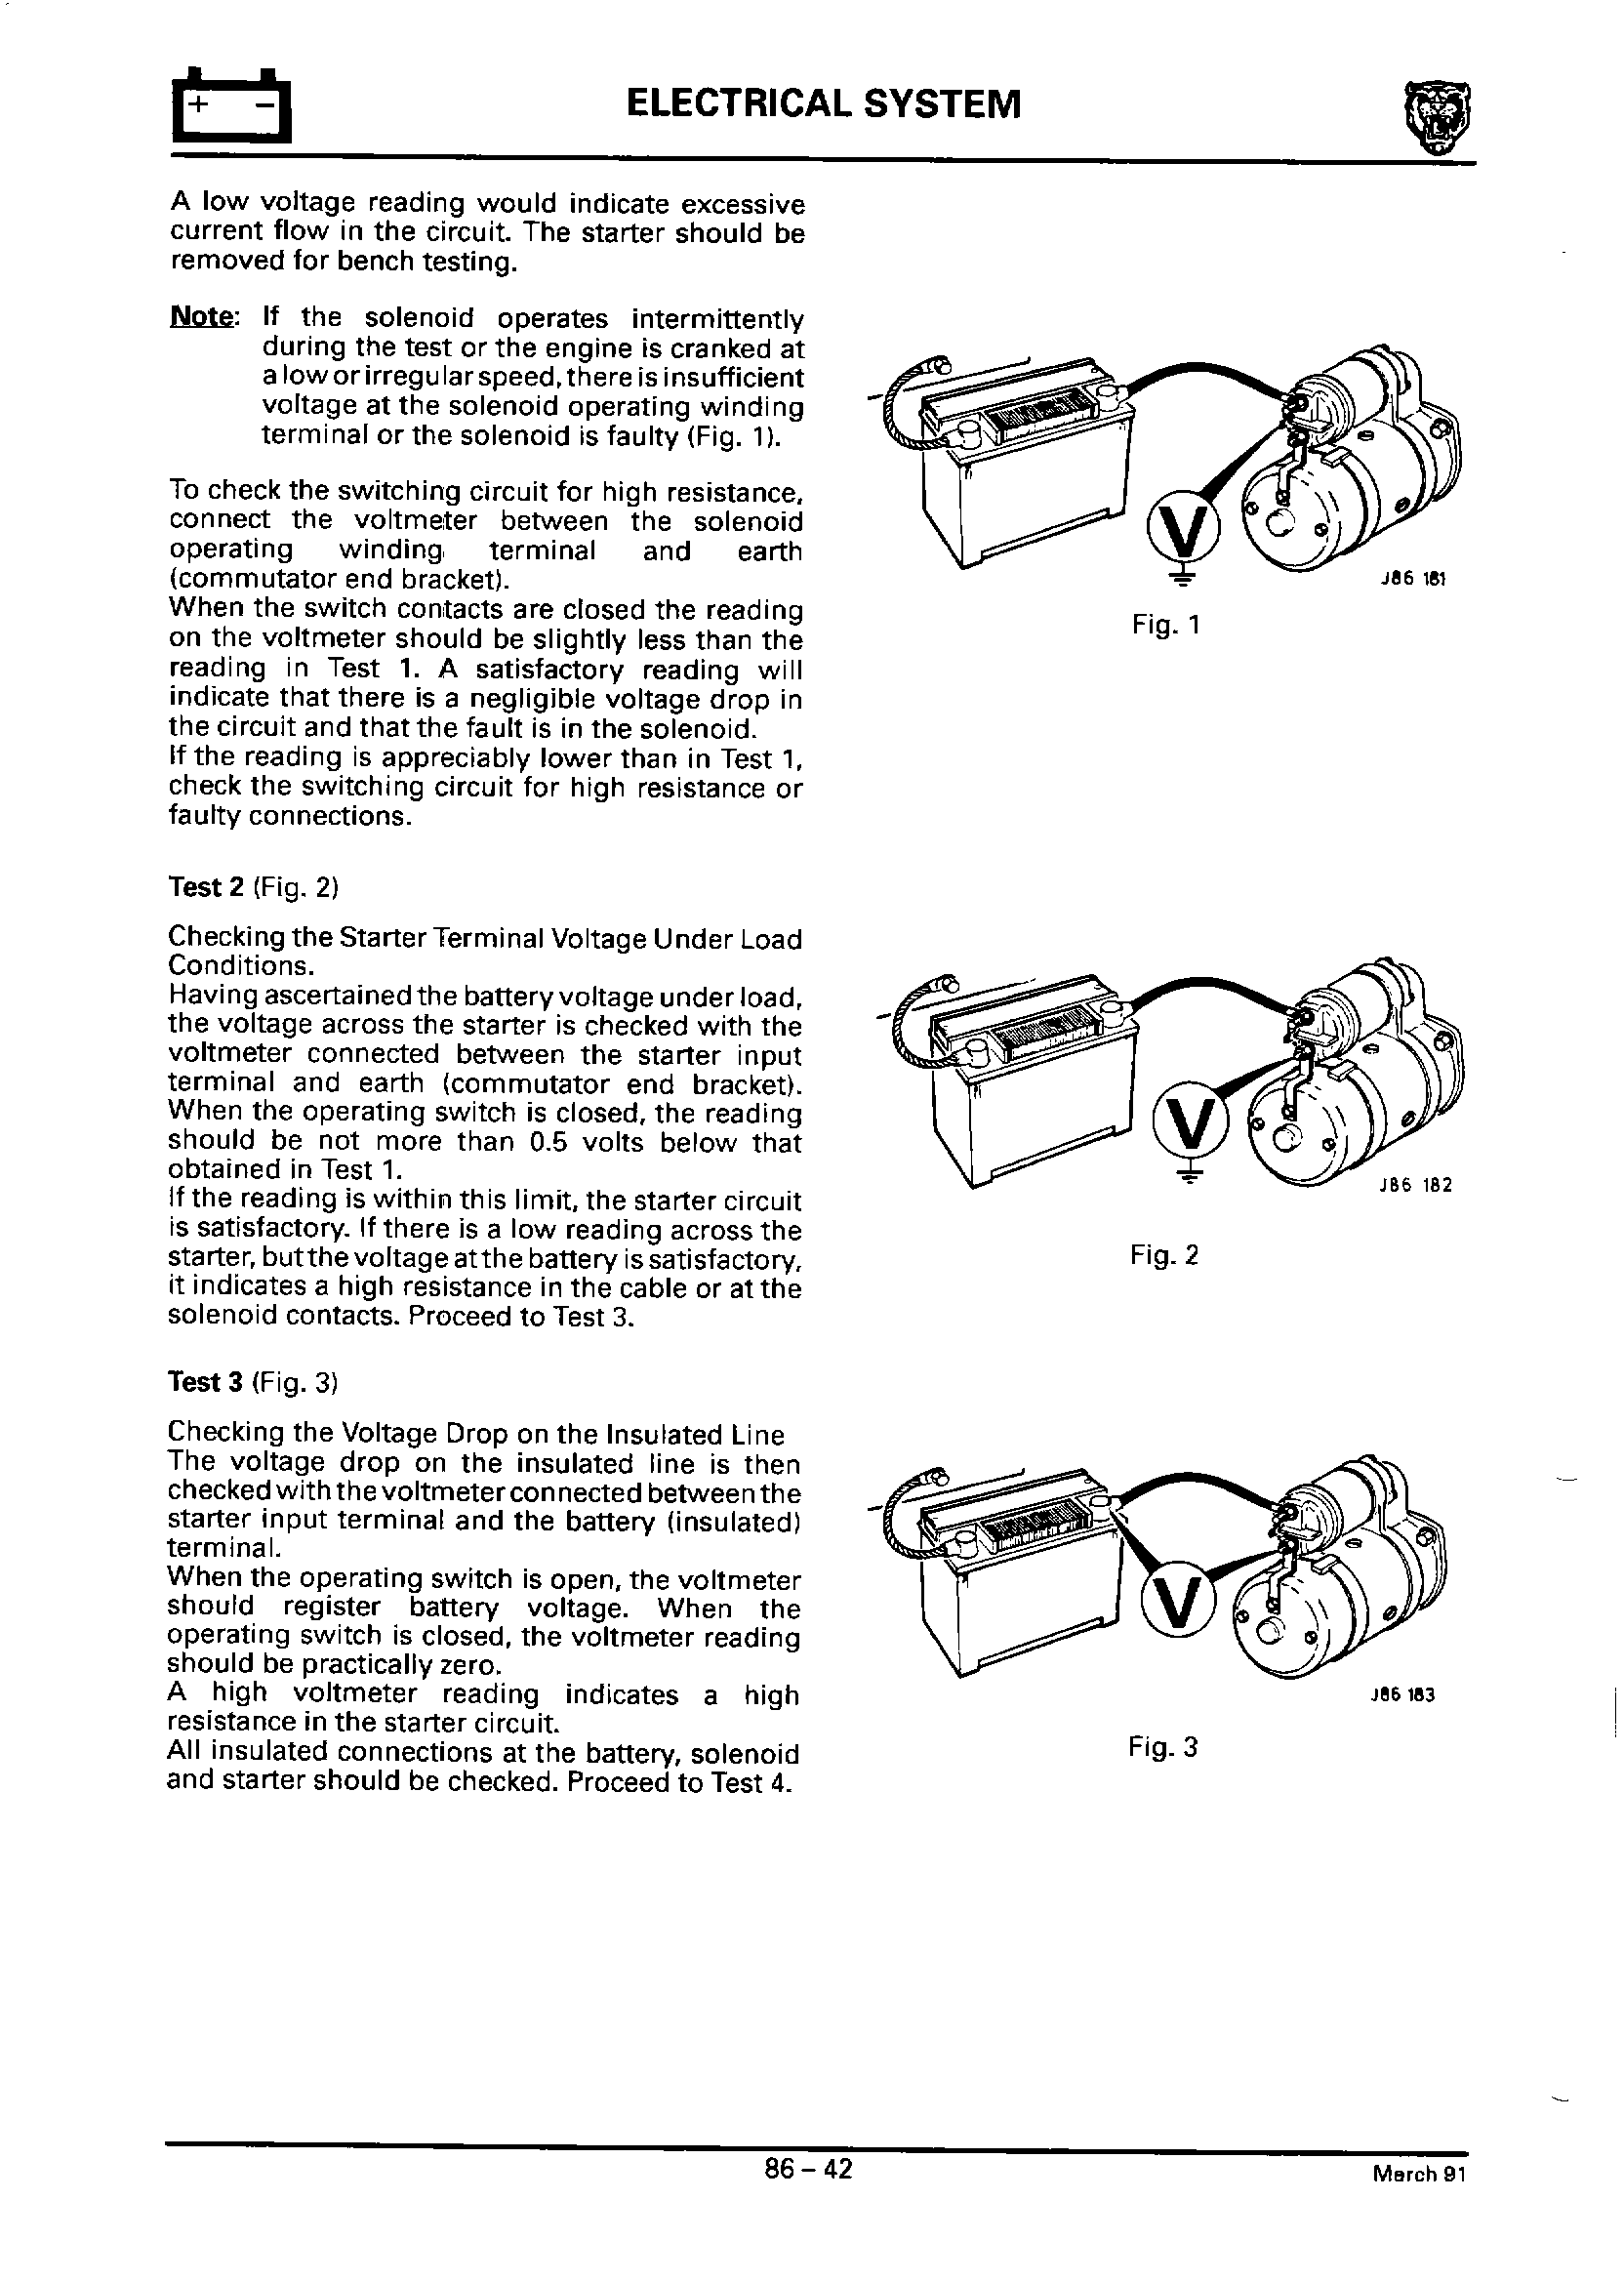 + −
ELECTRICAL SYSTEM
A low voltage reading would indicate excessive
current flow in the circuit. The starter should be
removed for bench testing.
Note: If the solenoid operates intermittently
during the test or the engine is cranked at
a low or irregular speed, there is insufficient
voltage at the solenoid operating winding
terminal or the solenoid is faulty (Fig. 1).
To check the switching circuit for high resistance,
connect the voltmeter between the solenoid
operating winding terminal and earth
(commutator end bracket).
When the switch contacts are closed the reading
on the voltmeter should be slightly less than the
reading in Test 1. A satisfactory reading will
indicate that there is a negligible voltage drop in
the circuit and that the fault is in the solenoid.
If the reading is appreciably lower than in Test 1,
check the switching circuit for high resistance or
faulty connections.
V
J86 181
Fig. 1
Test 2 (Fig. 2)
Checking the Starter Terminal Voltage Under Load
Conditions.
Having ascertained the battery voltage under load,
the voltage across the starter is checked with the
voltmeter connected between the starter input
terminal and earth (commutator end bracket).
When the operating switch is closed, the reading
should be not more than 0.5 volts below that
obtained in Test 1.
If the reading is within this limit, the starter circuit
is satisfactory. If there is a low reading across the
starter, but the voltage at the battery is satisfactory,
it indicates a high resistance in the cable or at the
solenoid contacts. Proceed to Test 3.
V
J86 182
Fig. 2
Test 3 (Fig. 3)
Checking the Voltage Drop on the Insulated Line
The voltage drop on the insulated line is then
checked with the voltmeter connected between the
starter input terminal and the battery (insulated)
terminal.
When the operating switch is open, the voltmeter
should register battery voltage. When the
operating switch is closed, the voltmeter reading
should be practically zero.
A high voltmeter reading indicates a high
resistance in the starter circuit.
All insulated connections at the battery, solenoid
and starter should be checked. Proceed to Test 4.
V
J86 183
Fig. 3
86 – 42
March 91